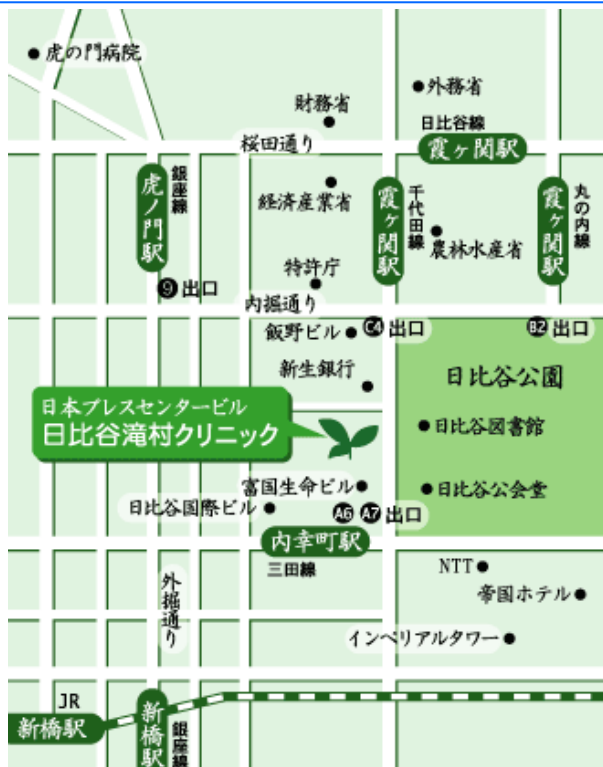 虎の門病院
外務省
財務省
日比谷線
桜田通り
霞ヶ関駅
銀座線
虎ノ門駅
経済産業省
霞ヶ関駅
千代田線
農林水産省
霞ヶ関駅
丸の内線
特許庁
9 出口
内掘通り
飯野ビル
C4 出口
B2 出口
新生銀行
日比谷公園
日本プレスセンタービル
日比谷滝村クリニック
日比谷図書館
富国生命ビル
日比谷公会堂
日比谷国際ビル
A6 A7 出口
内幸町駅
三田線
NTT
外掘通り
帝国ホテル
インペリアルタワー
JR
新橋駅
新橋駅
銀座線